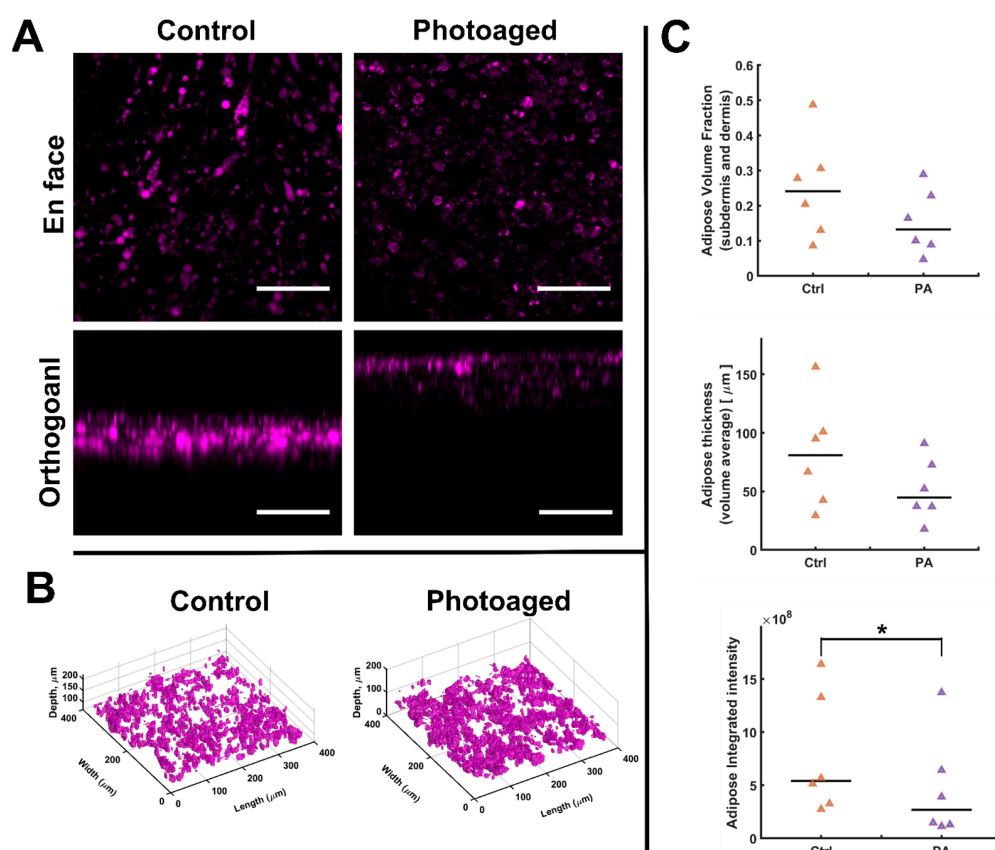 A
Control
Photoaged
En face
Orthogoanl
B
Control
Photoaged
Depth, μm
200
150
100
400
200
0
Width (μm)
0
100
200
300
400
Length (μm)
Depth, μm
200
100
0
400
200
0
Width (μm)
0
100
200
300
400
Length (μm)
C
Adipose Volume Fraction
(subdermis and dermis)
0.6
0.5
0.4
0.3
0.2
0.1
0
Ctrl
PA
Adipose thickness
(volume average) [ μm ]
150
100
50
0
Ctrl
PA
Adipose Integrated intensity
×10⁸
15
10
5
0
*
Ctrl
PA